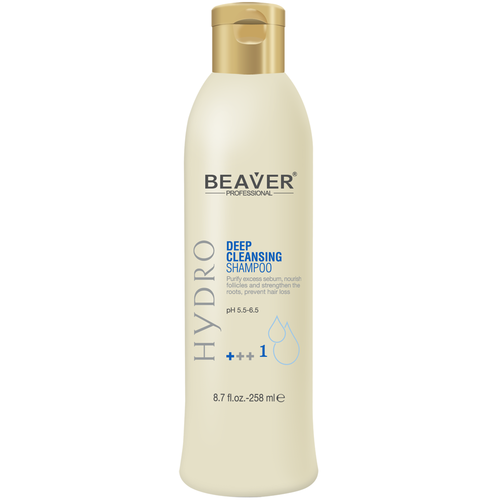 BEAVER®
PROFESSIONAL
HYDRO
DEEP
CLEANSING
SHAMPOO
Purify excess sebum, nourish
follicles and strengthen the
roots, prevent hair loss
pH 5.5-6.5
+++ 1
8.7 fl.oz.-258 ml℮